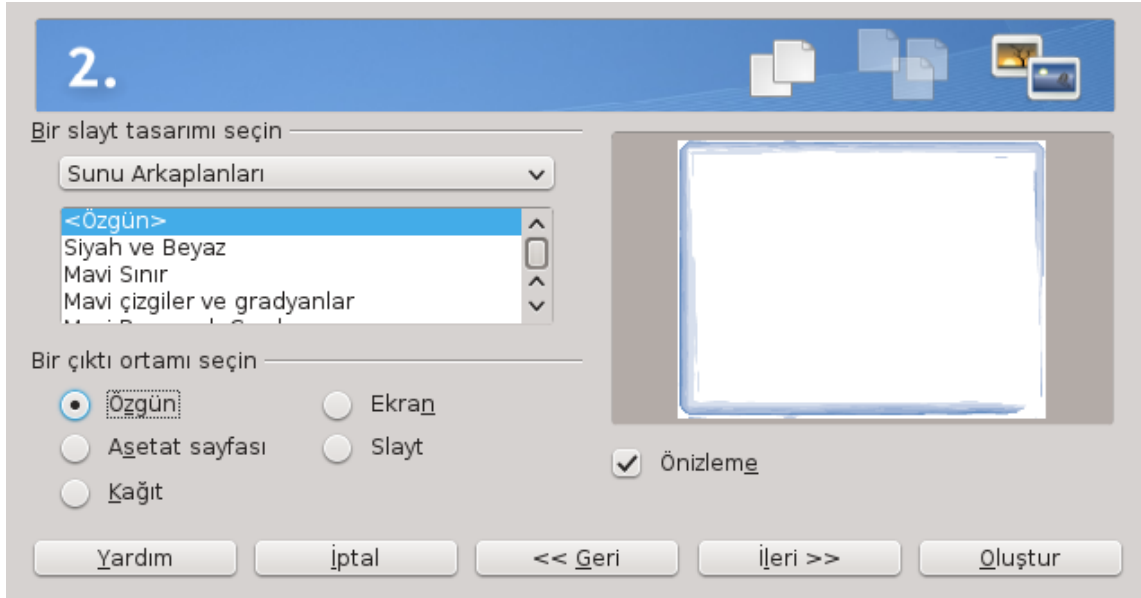 2.
Bir slayt tasarımı seçin
Sunu Arkaplanları
<Özgün>
Siyah ve Beyaz
Mavi Sınır
Mavi çizgiler ve gradyanlar
Bir çıktı ortamı seçin
Özgün Ekran
Asetat sayfası Slayt
Kağıt
Önizleme
Yardım İptal << Geri İleri >> Oluştur